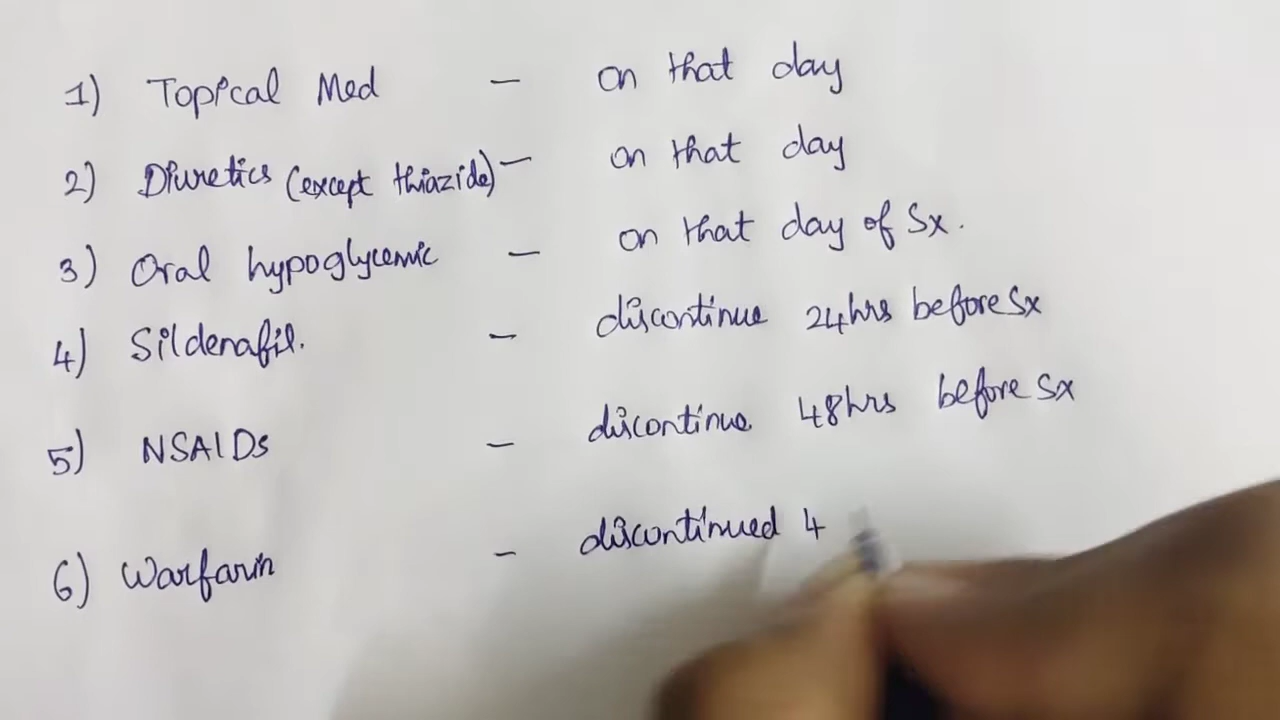 1) Topical Med - on that day
2) Diuretics (except thiazide) - on that day
3) Oral hypoglycemic - on that day of Sx.
4) Sildenafil. - discontinue 24hrs before Sx
5) NSAIDs - discontinue 48hrs before Sx
6) Warfarin - discontinued 4